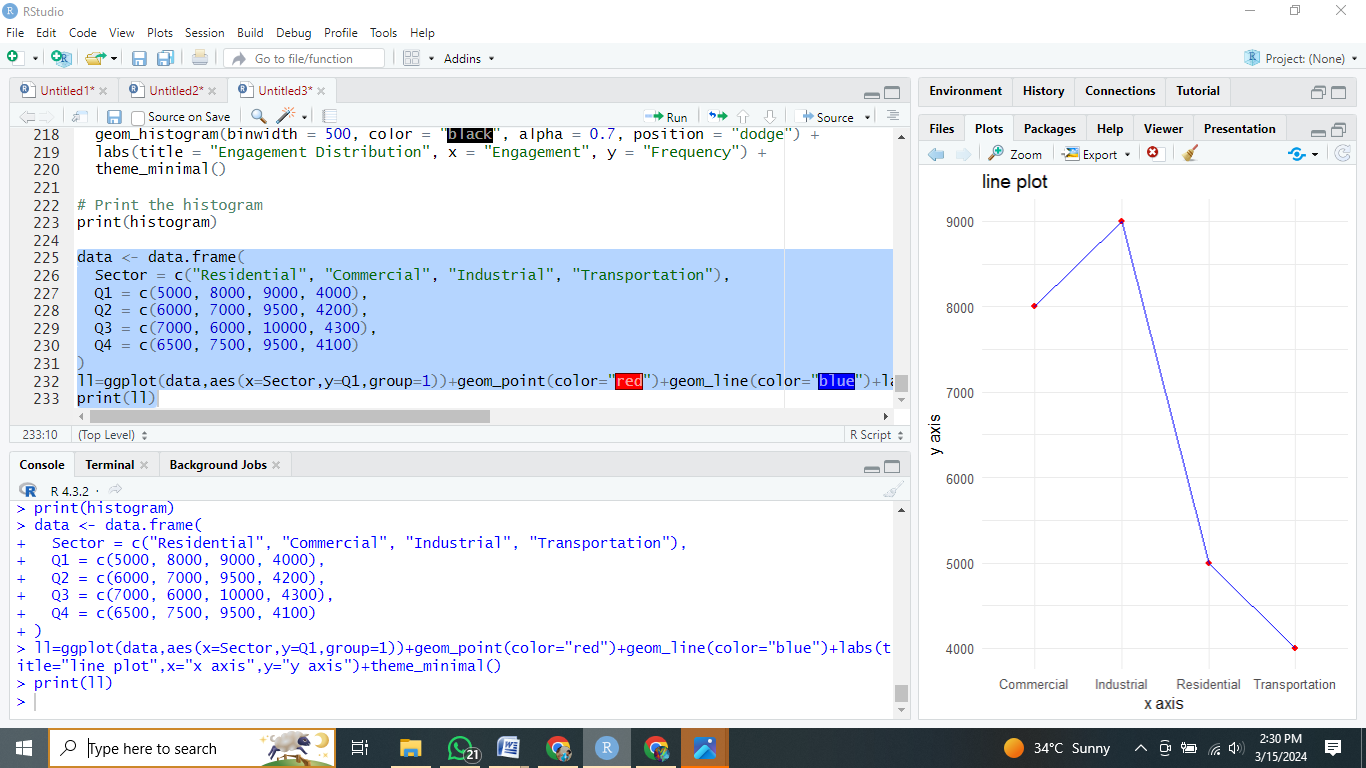 RStudio
File Edit Code View Plots Session Build Debug Profile Tools Help
Go to file/function Addins Project: (None)
Untitled1* Untitled2* Untitled3*
Source on Save Run Source
218 geom_histogram(binwidth = 500, color = "black", alpha = 0.7, position = "dodge") +
219 labs(title = "Engagement Distribution", x = "Engagement", y = "Frequency") +
220 theme_minimal()
221
222 # Print the histogram
223 print(histogram)
224
225 data <- data.frame(
226 Sector = c("Residential", "Commercial", "Industrial", "Transportation"),
227 Q1 = c(5000, 8000, 9000, 4000),
228 Q2 = c(6000, 7000, 9500, 4200),
229 Q3 = c(7000, 6000, 10000, 4300),
230 Q4 = c(6500, 7500, 9500, 4100)
231 )
232 ll=ggplot(data,aes(x=Sector,y=Q1,group=1))+geom_point(color="red")+geom_line(color="blue")+la
233 print(ll)
233:10 (Top Level) R Script
Console Terminal Background Jobs
R R 4.3.2 ·
> print(histogram)
> data <- data.frame(
+ Sector = c("Residential", "Commercial", "Industrial", "Transportation"),
+ Q1 = c(5000, 8000, 9000, 4000),
+ Q2 = c(6000, 7000, 9500, 4200),
+ Q3 = c(7000, 6000, 10000, 4300),
+ Q4 = c(6500, 7500, 9500, 4100)
+ )
> ll=ggplot(data,aes(x=Sector,y=Q1,group=1))+geom_point(color="red")+geom_line(color="blue")+labs(t
itle="line plot",x="x axis",y="y axis")+theme_minimal()
> print(ll)
>
Environment History Connections Tutorial
Files Plots Packages Help Viewer Presentation
Zoom Export
line plot
9000
8000
7000
6000
5000
4000
y axis
Commercial Industrial Residential Transportation
x axis
Type here to search
21
34°C Sunny
2:30 PM
3/15/2024